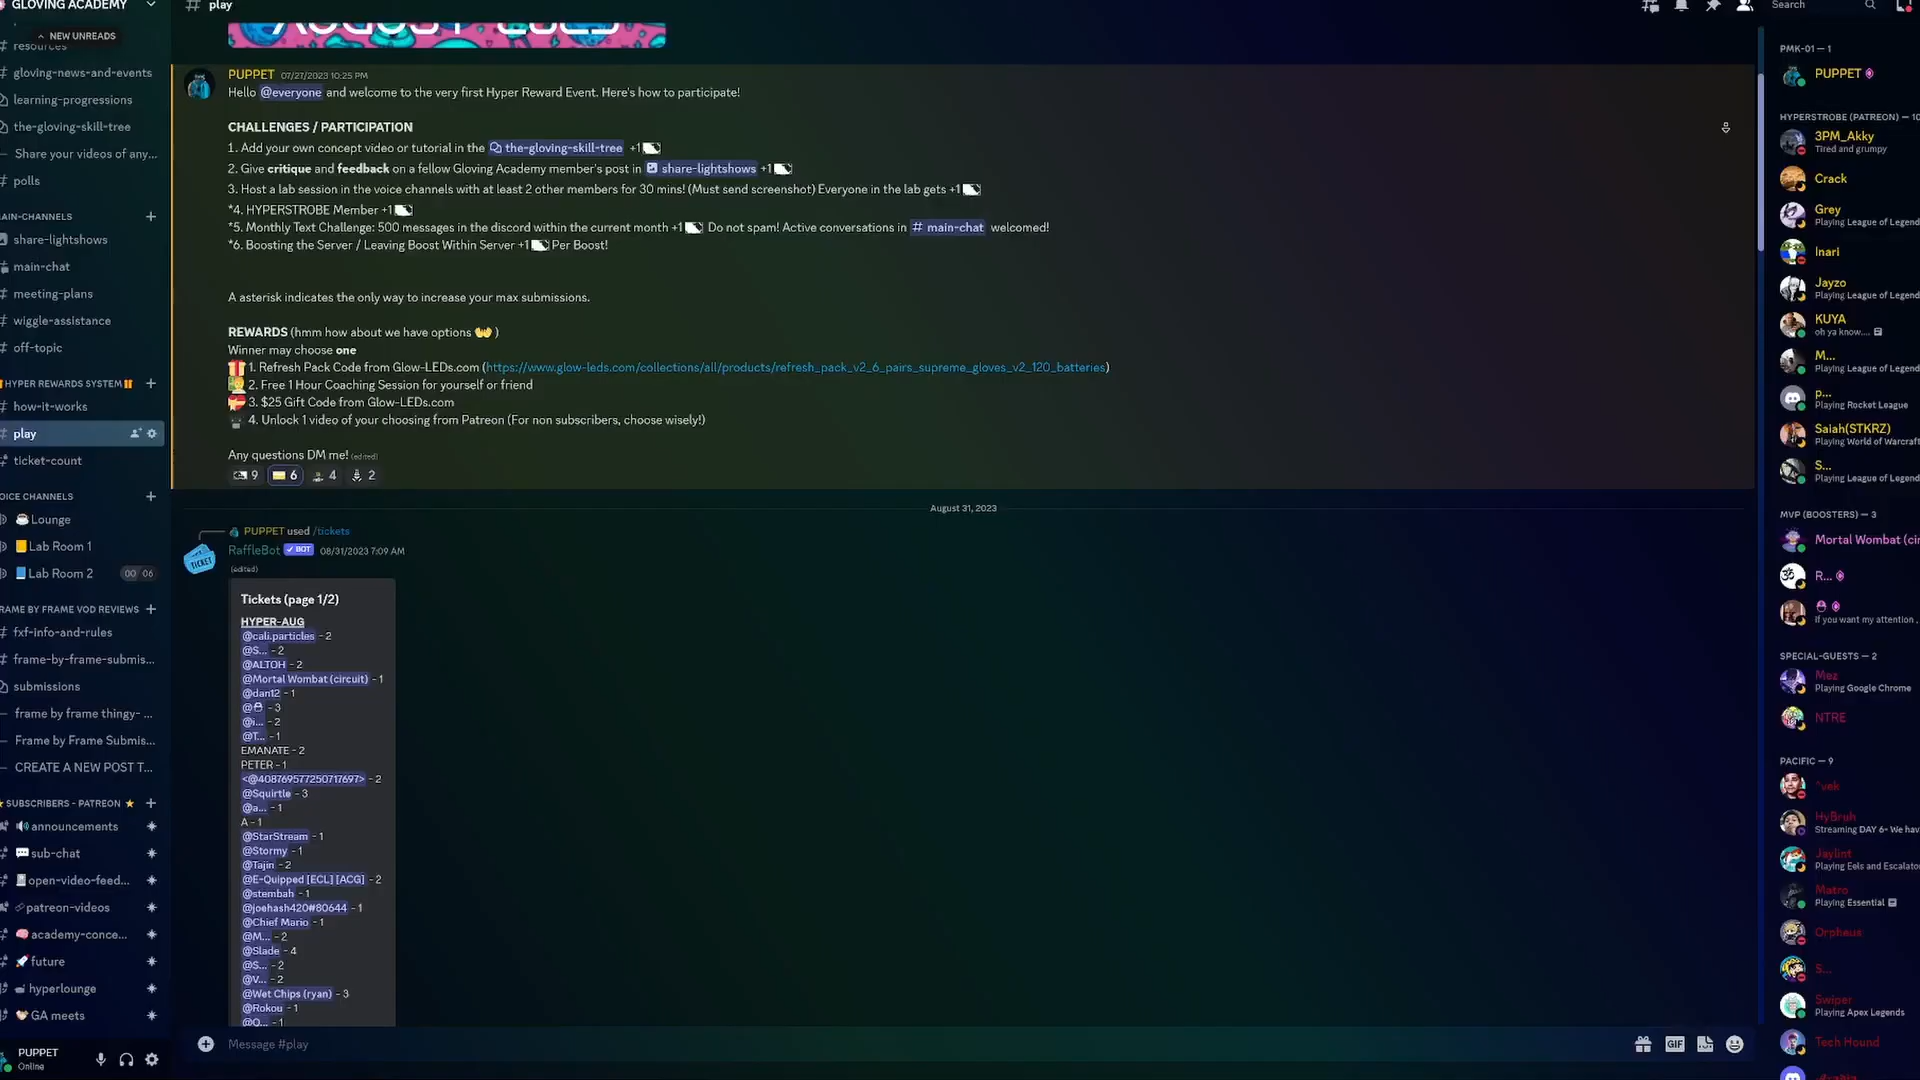 GLOVING ACADEMY
NEW UNREADS
resources
gloving-news-and-events
learning-progressions
the-gloving-skill-tree
Share your videos of any...
polls
AIN-CHANNELS
share-lightshows
main-chat
meeting-plans
wiggle-assistance
off-topic
HYPER REWARDS SYSTEM
how-it-works
play
ticket-count
OICE CHANNELS
Lounge
Lab Room 1
Lab Room 2 00 06
RAME BY FRAME VOD REVIEWS
fxf-info-and-rules
frame-by-frame-submis...
submissions
frame by frame thingy- ...
Frame by Frame Submis...
CREATE A NEW POST T...
SUBSCRIBERS - PATREON
announcements
sub-chat
open-video-feed...
patreon-videos
academy-conce...
future
hyperlounge
GA meets
PUPPET
Online
# play
Search
AUGUST 2023
PUPPET 07/27/2023 10:25 PM
Hello @everyone and welcome to the very first Hyper Reward Event. Here's how to participate!
CHALLENGES / PARTICIPATION
1. Add your own concept video or tutorial in the the-gloving-skill-tree +1
2. Give critique and feedback on a fellow Gloving Academy member's post in share-lightshows +1
3. Host a lab session in the voice channels with at least 2 other members for 30 mins! (Must send screenshot) Everyone in the lab gets +1
*4. HYPERSTROBE Member +1
*5. Monthly Text Challenge: 500 messages in the discord within the current month +1 Do not spam! Active conversations in # main-chat welcomed!
*6. Boosting the Server / Leaving Boost Within Server +1 Per Boost!
A asterisk indicates the only way to increase your max submissions.
REWARDS (hmm how about we have options )
Winner may choose one
1. Refresh Pack Code from Glow-LEDs.com (https://www.glow-leds.com/collections/all/products/refresh_pack_v2_6_pairs_supreme_gloves_v2_120_batteries)
2. Free 1 Hour Coaching Session for yourself or friend
3. $25 Gift Code from Glow-LEDs.com
4. Unlock 1 video of your choosing from Patreon (For non subscribers, choose wisely!)
Any questions DM me! (edited)
9 6 4 2
August 31, 2023
PUPPET used /tickets
RaffleBot BOT 08/31/2023 7:09 AM
(edited)
Tickets (page 1/2)
HYPER-AUG
@cali.particles - 2
@S... - 2
@ALTOH - 2
@Mortal Wombat (circuit) - 1
@dan12 - 1
@ - 3
@i... - 2
@T... - 1
EMANATE - 2
PETER - 1
<@408769577250717697> - 2
@Squirtle - 3
@a... - 1
A - 1
@StarStream - 1
@Stormy - 1
@Tajin - 2
@E-Quipped [ECL] [ACG] - 2
@stembah - 1
@joehash420#80644 - 1
@Chief Mario - 1
@M... - 2
@Slade - 4
@S... - 2
@V... - 2
@Wet Chips (ryan) - 3
@Rokou - 1
@O... - 1
Message #play
GIF
PMK-01 — 1
PUPPET
HYPERSTROBE (PATREON) — 10
3PM_Akky
Tired and grumpy
Crack
Grey
Playing League of Legend
Inari
Jayzo
Playing League of Legend
KUYA
oh ya know....
M...
Playing League of Legend
p...
Playing Rocket League
Saiah(STKRZ)
Playing World of Warcraft
S...
Playing League of Legend
MVP (BOOSTERS) — 3
Mortal Wombat (cir
R...
If you want my attention ,
SPECIAL-GUESTS — 2
Mez
Playing Google Chrome
NTRE
PACIFIC — 9
*vek
HyBruh
Streaming DAY 6- We hav
Jaylint
Playing Eels and Escalator
Matro
Playing Essential
Orpheus
S...
Swiper
Playing Apex Legends
Tech Hound